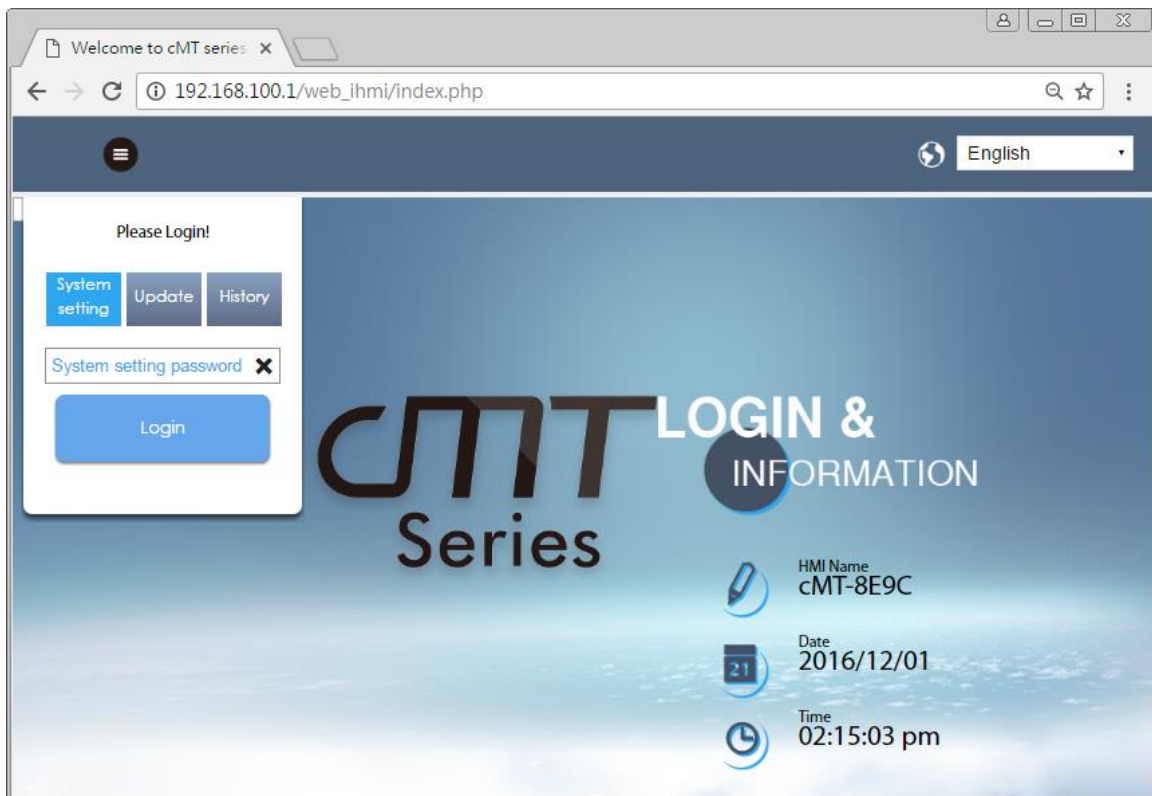 Welcome to cMT series
192.168.100.1/web_ihmi/index.php
English
Please Login!
System
setting
Update
History
System setting password
Login
cMT
Series
LOGIN &
INFORMATION
HMI Name
cMT-8E9C
21
Date
2016/12/01
Time
02:15:03 pm